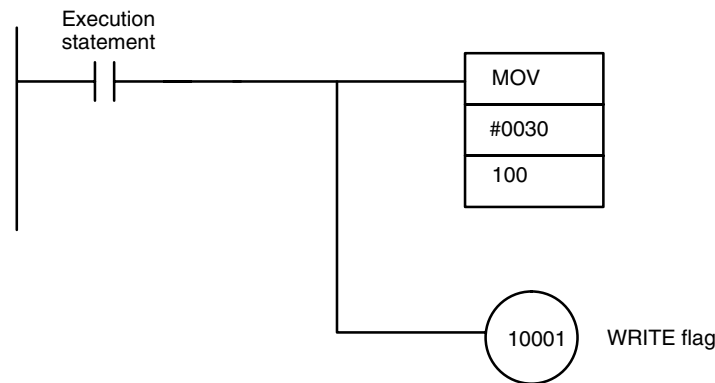 Execution
statement
MOV
#0030
100
10001
WRITE flag